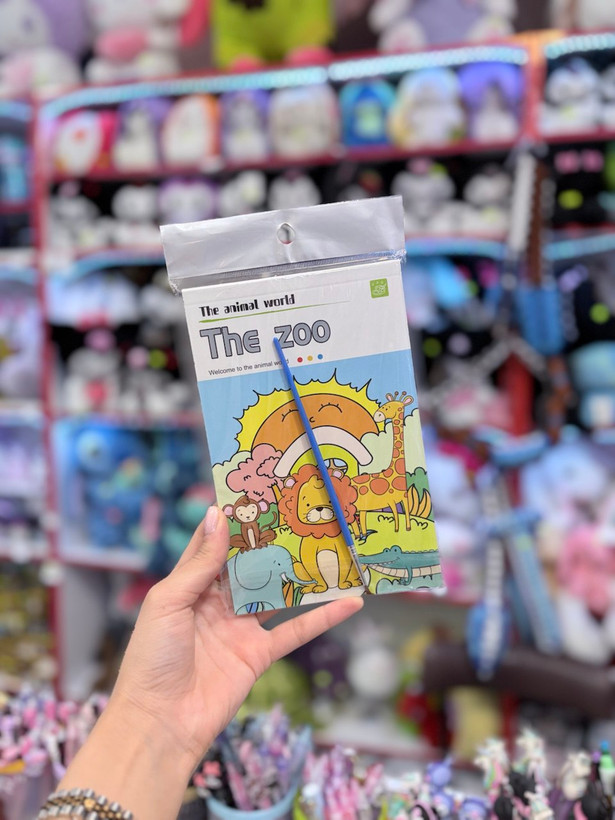 The animal world
The zoo
Welcome to the animal world